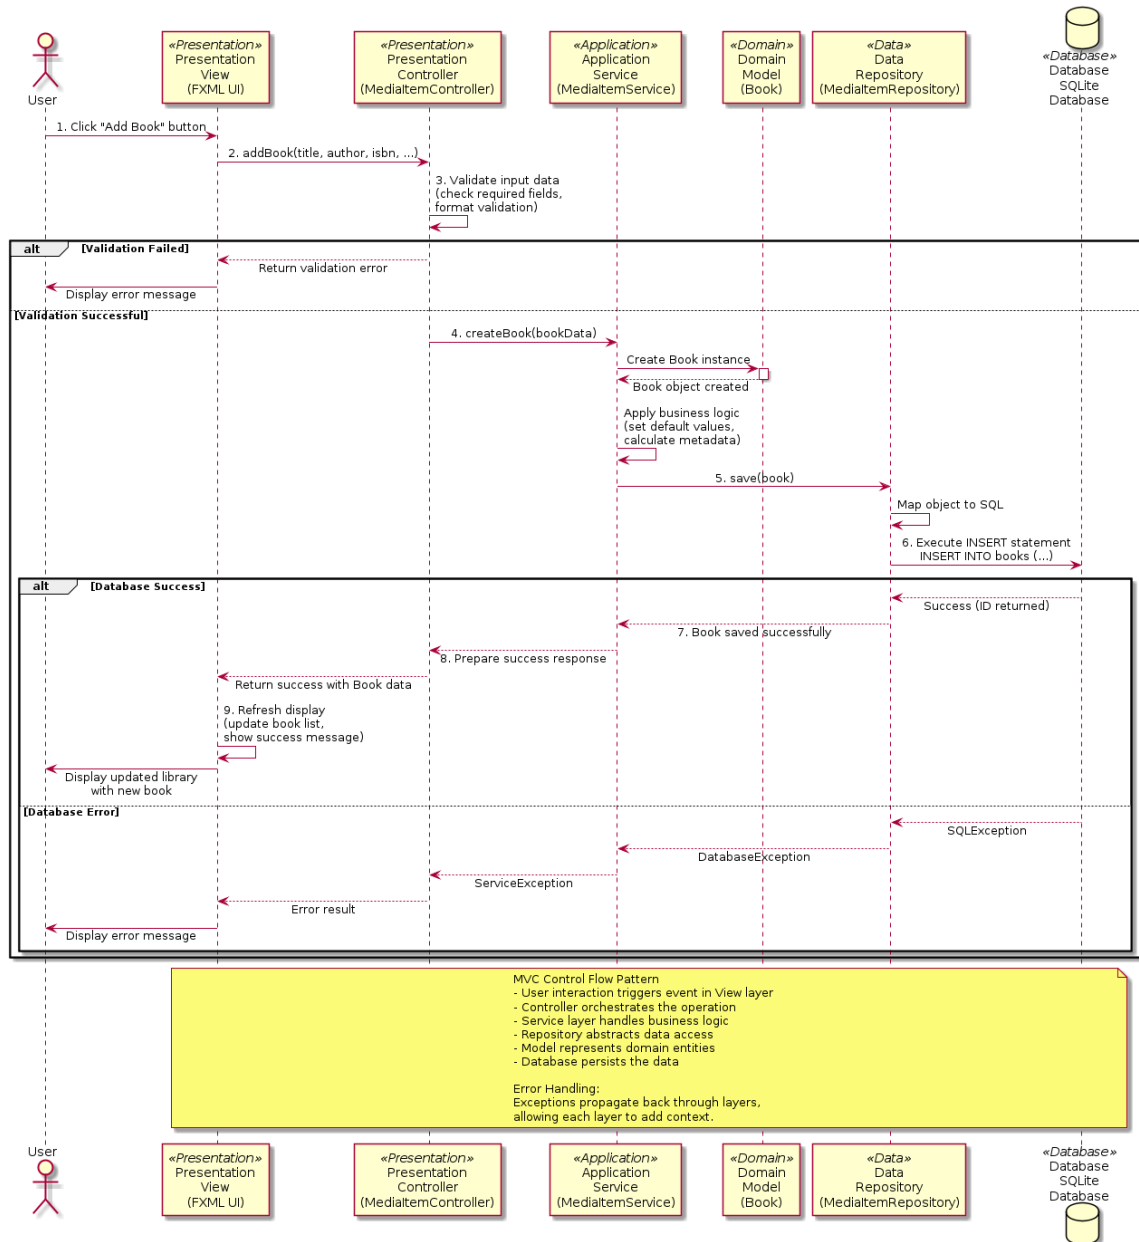 «Presentation»
Presentation
View
(FXML UI)
«Presentation»
Presentation
Controller
(MediaItemController)
«Application»
Application
Service
(MediaItemService)
«Domain»
Domain
Model
(Book)
«Data»
Data
Repository
(MediaItemRepository)
«Database»
Database
SQLite
Database
User
1. Click "Add Book" button
2. addBook(title, author, isbn, ...)
3. Validate input data
(check required fields,
format validation)
alt [Validation Failed]
Return validation error
Display error message
[Validation Successful]
4. createBook(bookData)
Create Book instance
Book object created
Apply business logic
(set default values,
calculate metadata)
5. save(book)
Map object to SQL
6. Execute INSERT statement
INSERT INTO books (...)
alt [Database Success]
Success (ID returned)
7. Book saved successfully
8. Prepare success response
Return success with Book data
9. Refresh display
(update book list,
show success message)
Display updated library
with new book
[Database Error]
SQLException
DatabaseException
ServiceException
Error result
Display error message
MVC Control Flow Pattern
- User interaction triggers event in View layer
- Controller orchestrates the operation
- Service layer handles business logic
- Repository abstracts data access
- Model represents domain entities
- Database persists the data
Error Handling:
Exceptions propagate back through layers,
allowing each layer to add context.
User
«Presentation»
Presentation
View
(FXML UI)
«Presentation»
Presentation
Controller
(MediaItemController)
«Application»
Application
Service
(MediaItemService)
«Domain»
Domain
Model
(Book)
«Data»
Data
Repository
(MediaItemRepository)
«Database»
Database
SQLite
Database